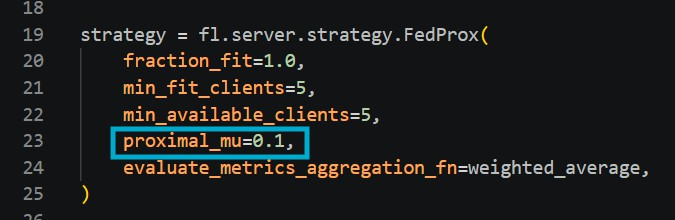 18
19 strategy = fl.server.strategy.FedProx(
20     fraction_fit=1.0,
21     min_fit_clients=5,
22     min_available_clients=5,
23     proximal_mu=0.1,
24     evaluate_metrics_aggregation_fn=weighted_average,
25 )
26